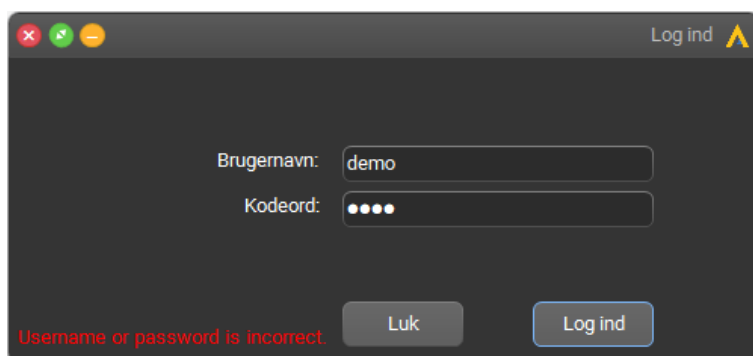 Log ind
Brugernavn: demo
Kodeord: ●●●●
Luk Log ind
Username or password is incorrect.